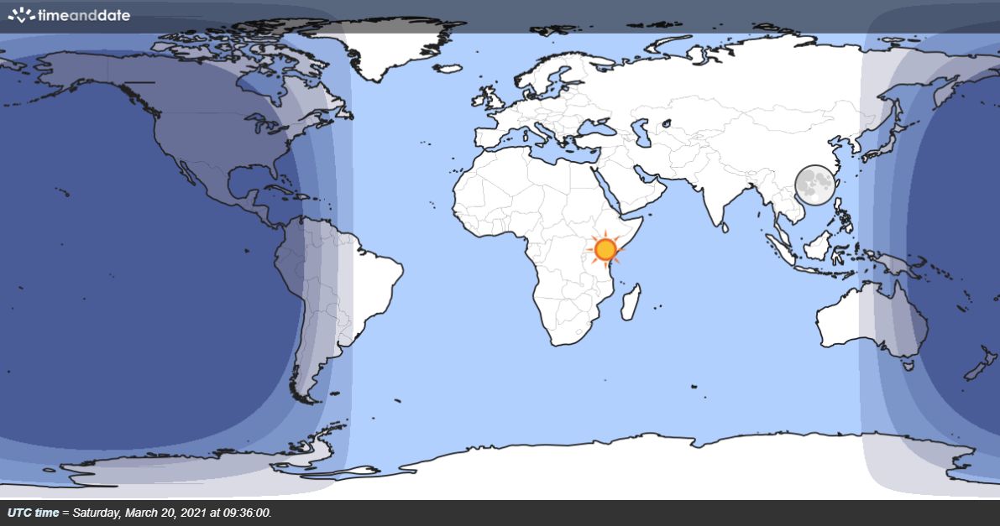 timeanddate
UTC time = Saturday, March 20, 2021 at 09:36:00.